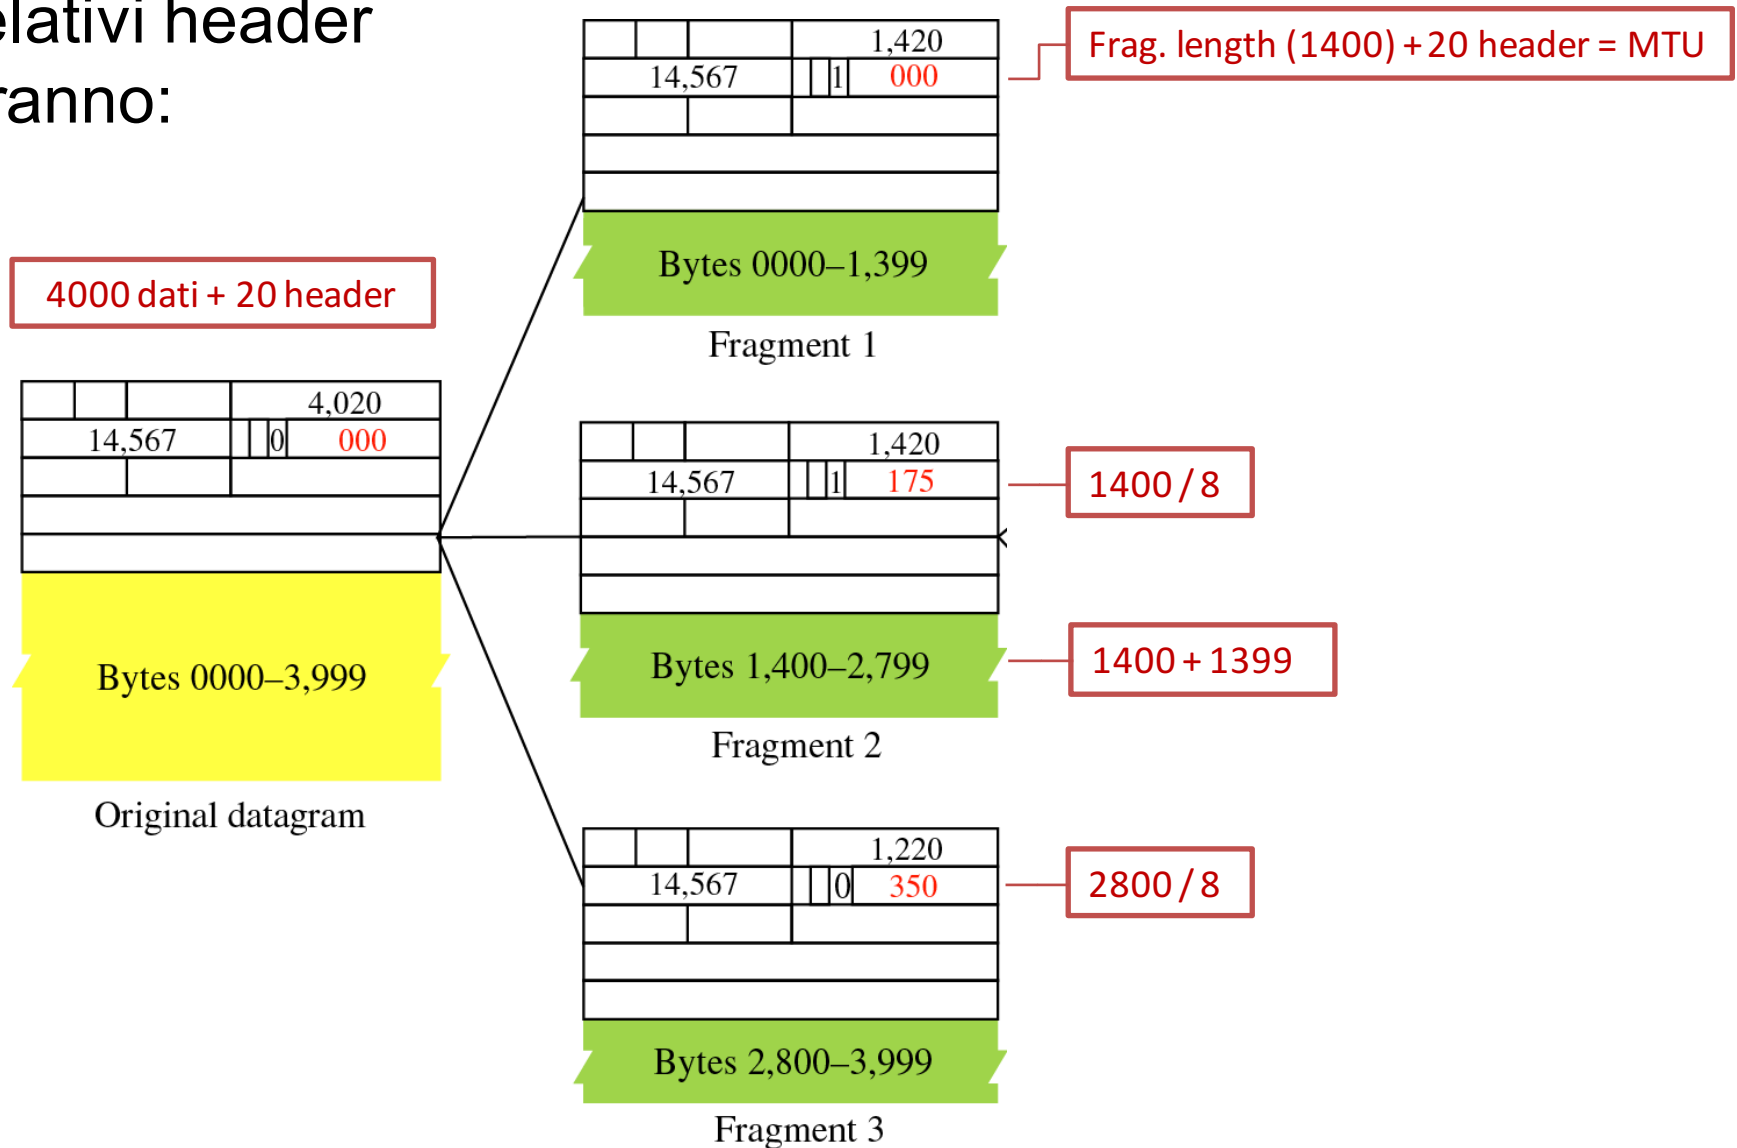 elativi header
ranno:
4000 dati + 20 header
4,020
14,567 0 000
Bytes 0000–3,999
Original datagram
1,420
14,567 1 000
Bytes 0000–1,399
Fragment 1
Frag. length (1400) + 20 header = MTU
1,420
14,567 1 175
1400 / 8
Bytes 1,400–2,799
1400 + 1399
Fragment 2
1,220
14,567 0 350
2800 / 8
Bytes 2,800–3,999
Fragment 3